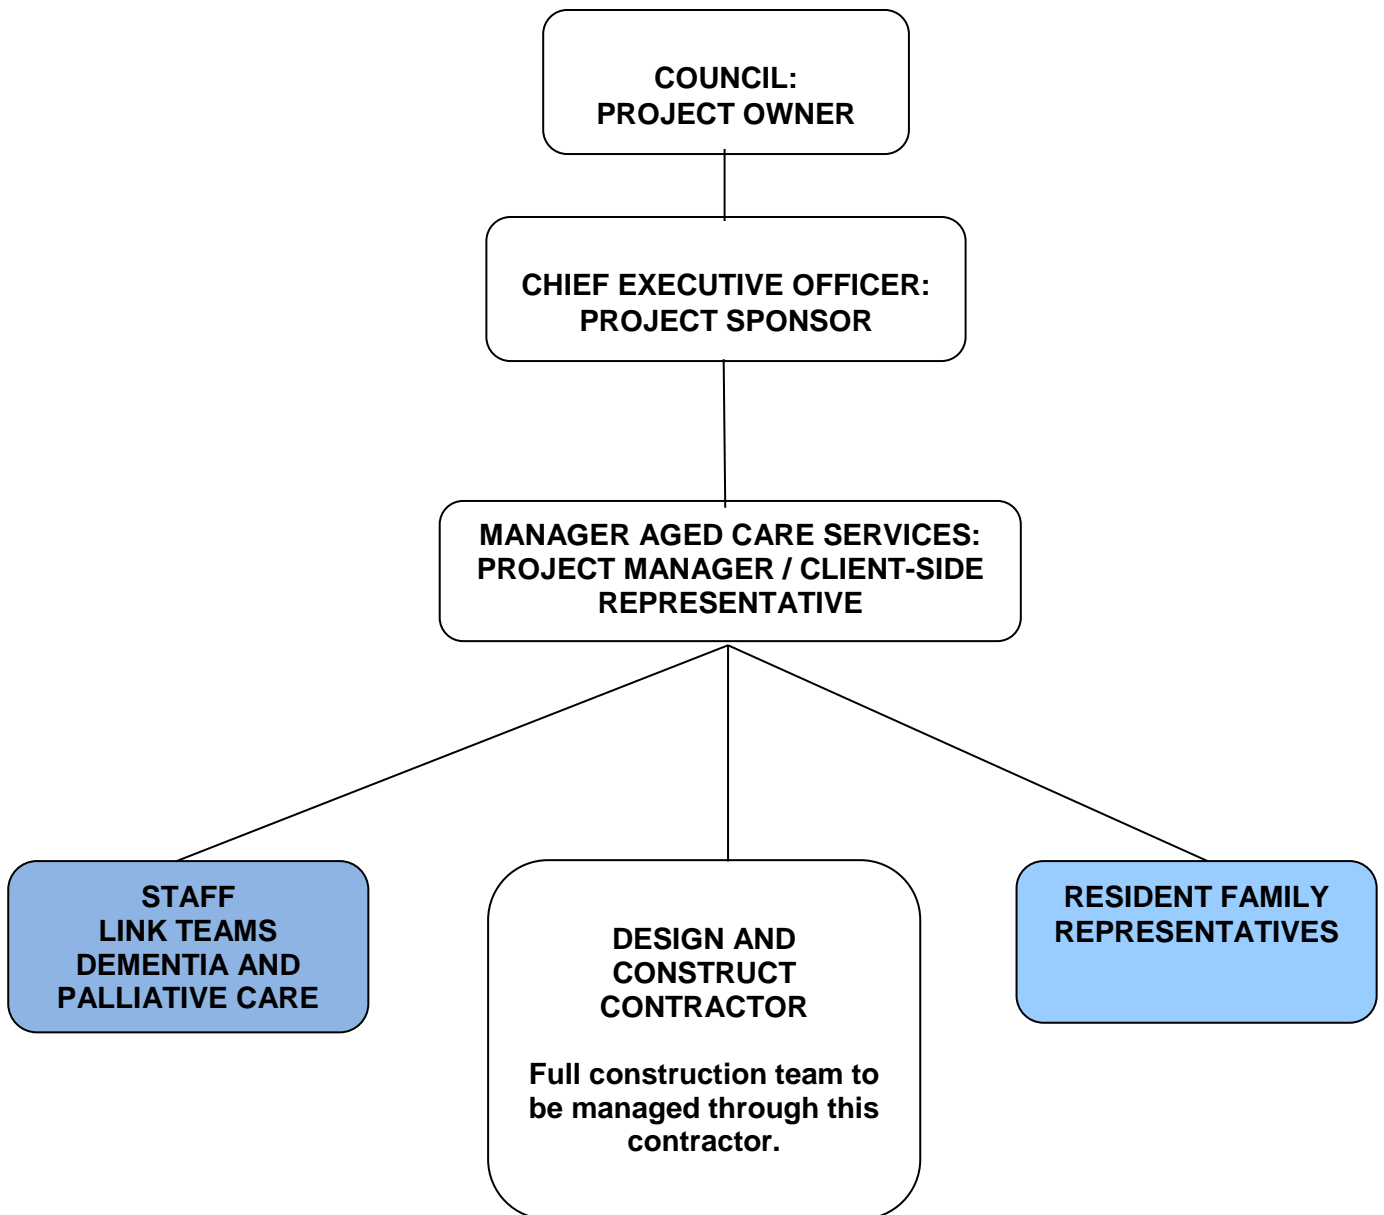 COUNCIL:
PROJECT OWNER
CHIEF EXECUTIVE OFFICER:
PROJECT SPONSOR
MANAGER AGED CARE SERVICES:
PROJECT MANAGER / CLIENT-SIDE
REPRESENTATIVE
STAFF
LINK TEAMS
DEMENTIA AND
PALLIATIVE CARE
DESIGN AND
CONSTRUCT
CONTRACTOR
Full construction team to
be managed through this
contractor.
RESIDENT FAMILY
REPRESENTATIVES